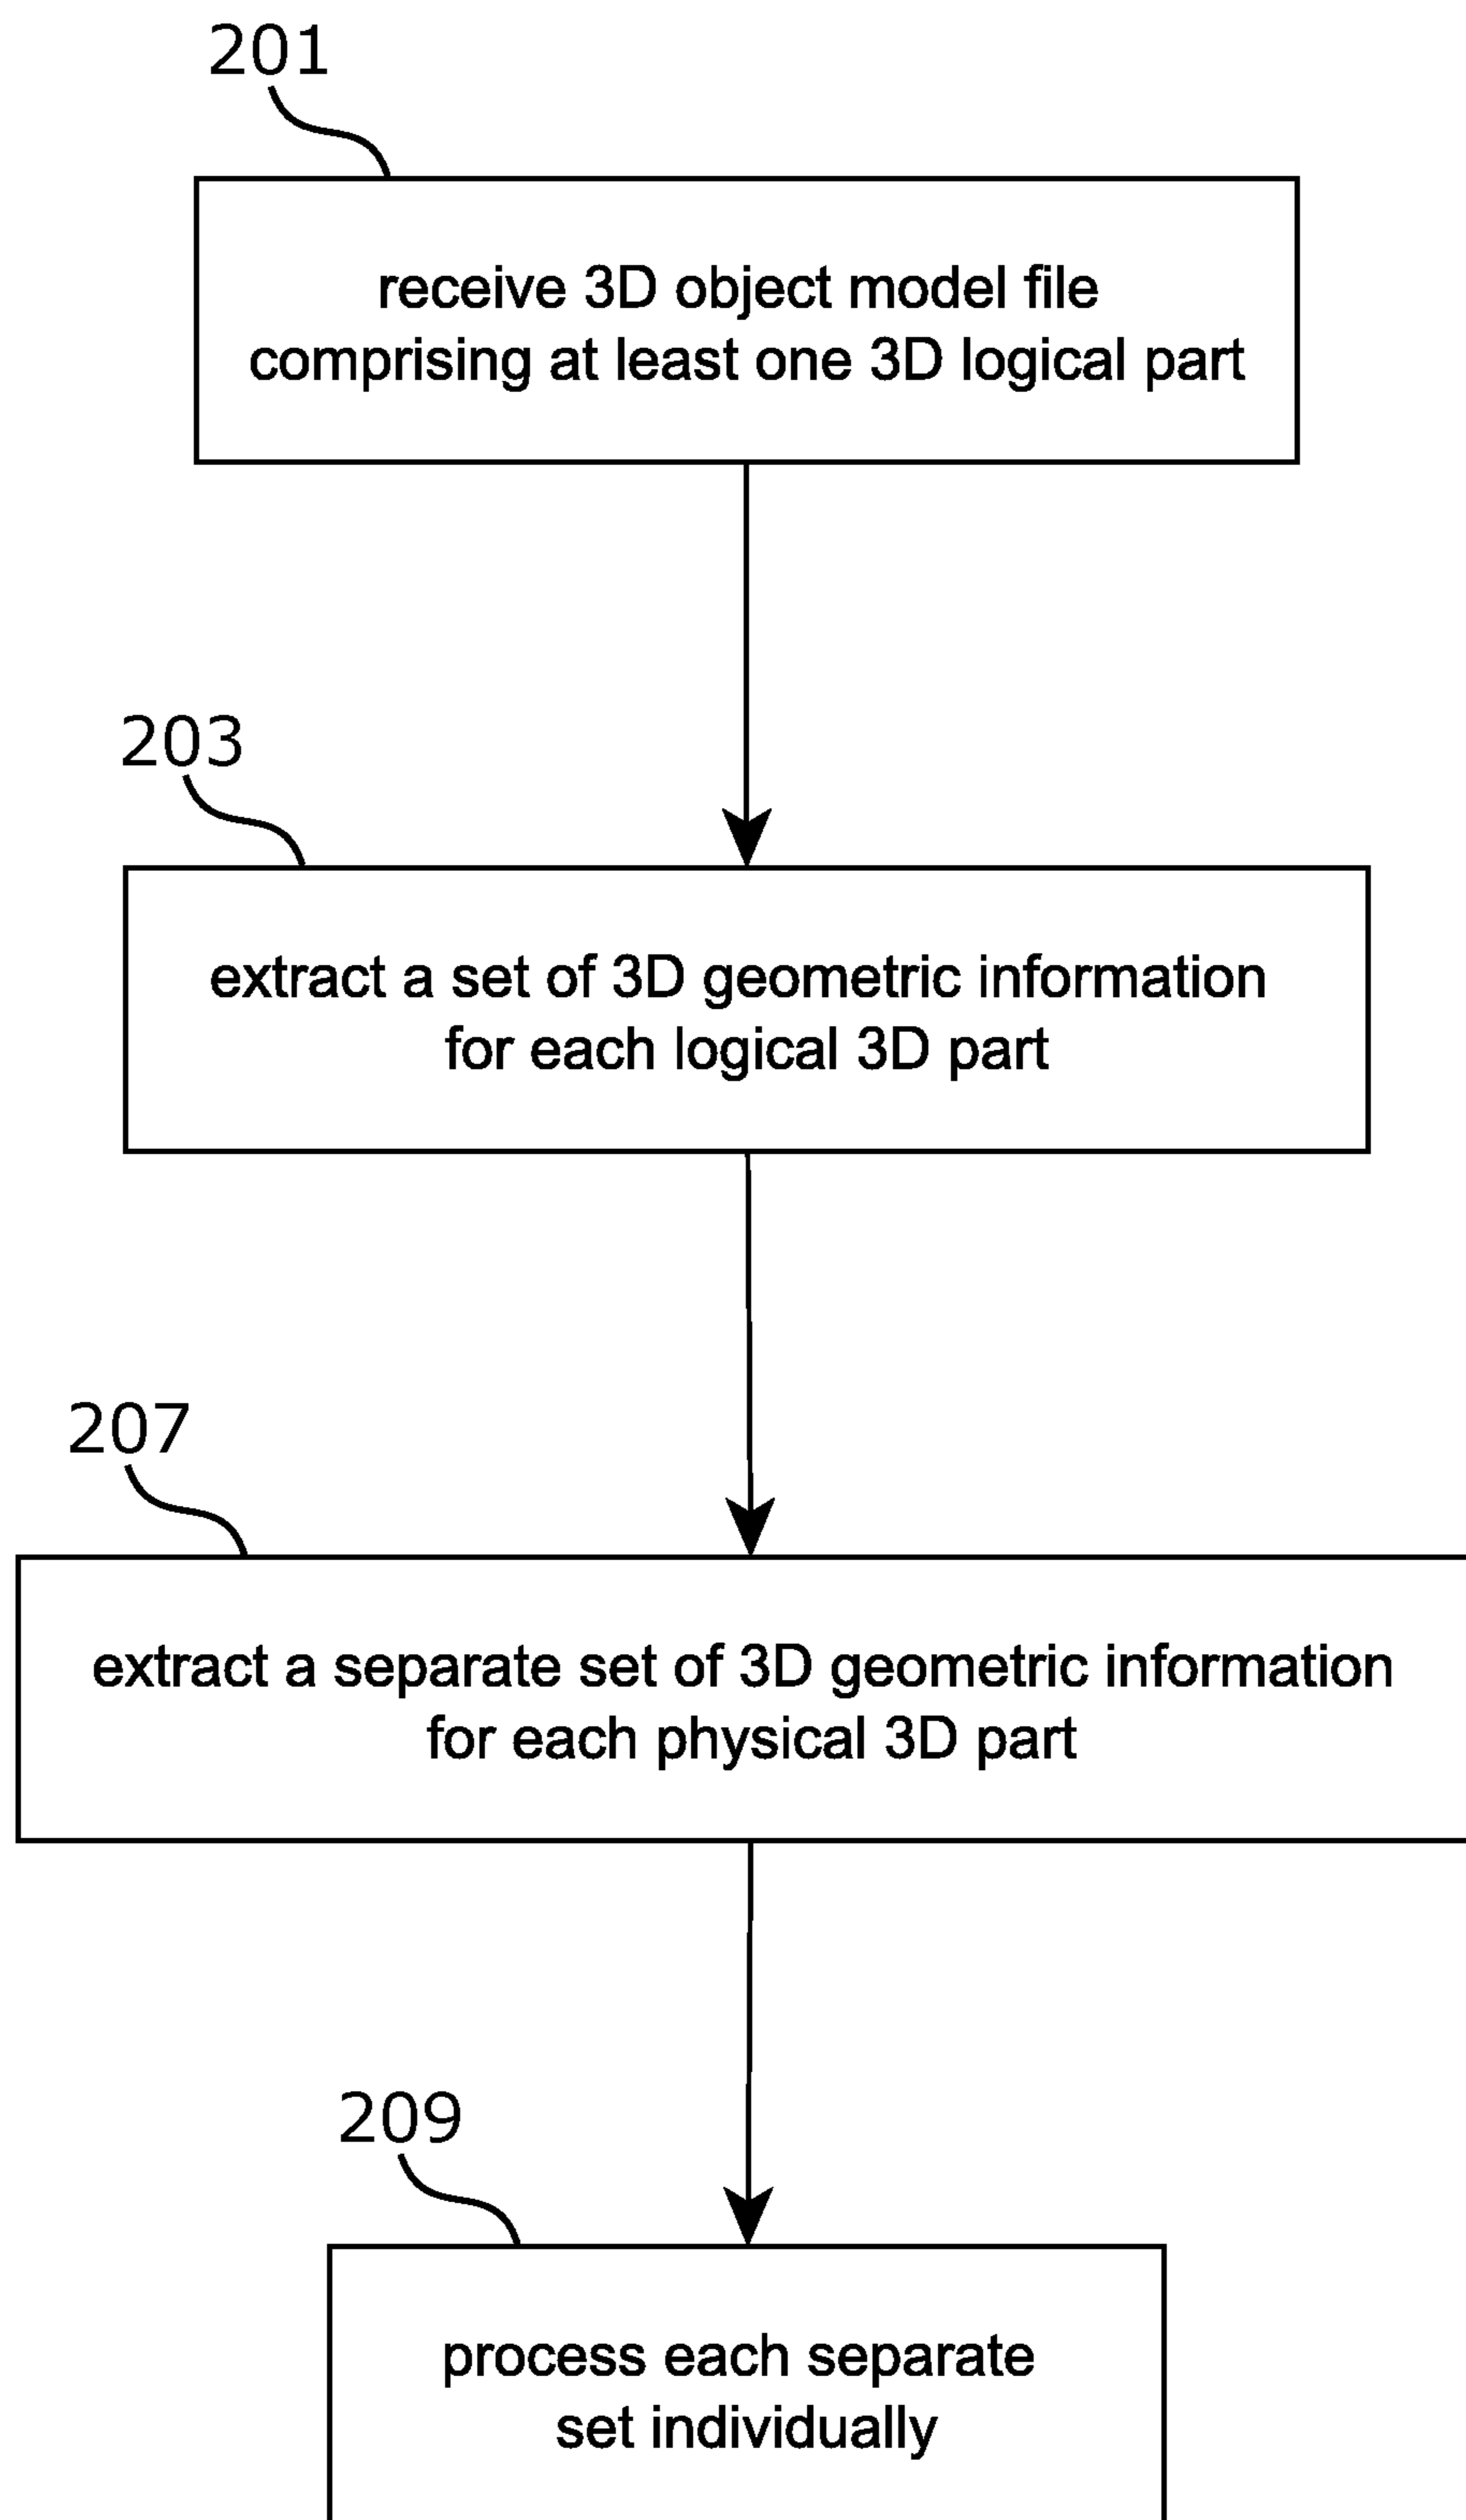 201
receive 3D object model file
comprising at least one 3D logical part
203
extract a set of 3D geometric information
for each logical 3D part
207
extract a separate set of 3D geometric information
for each physical 3D part
209
process each separate
set individually